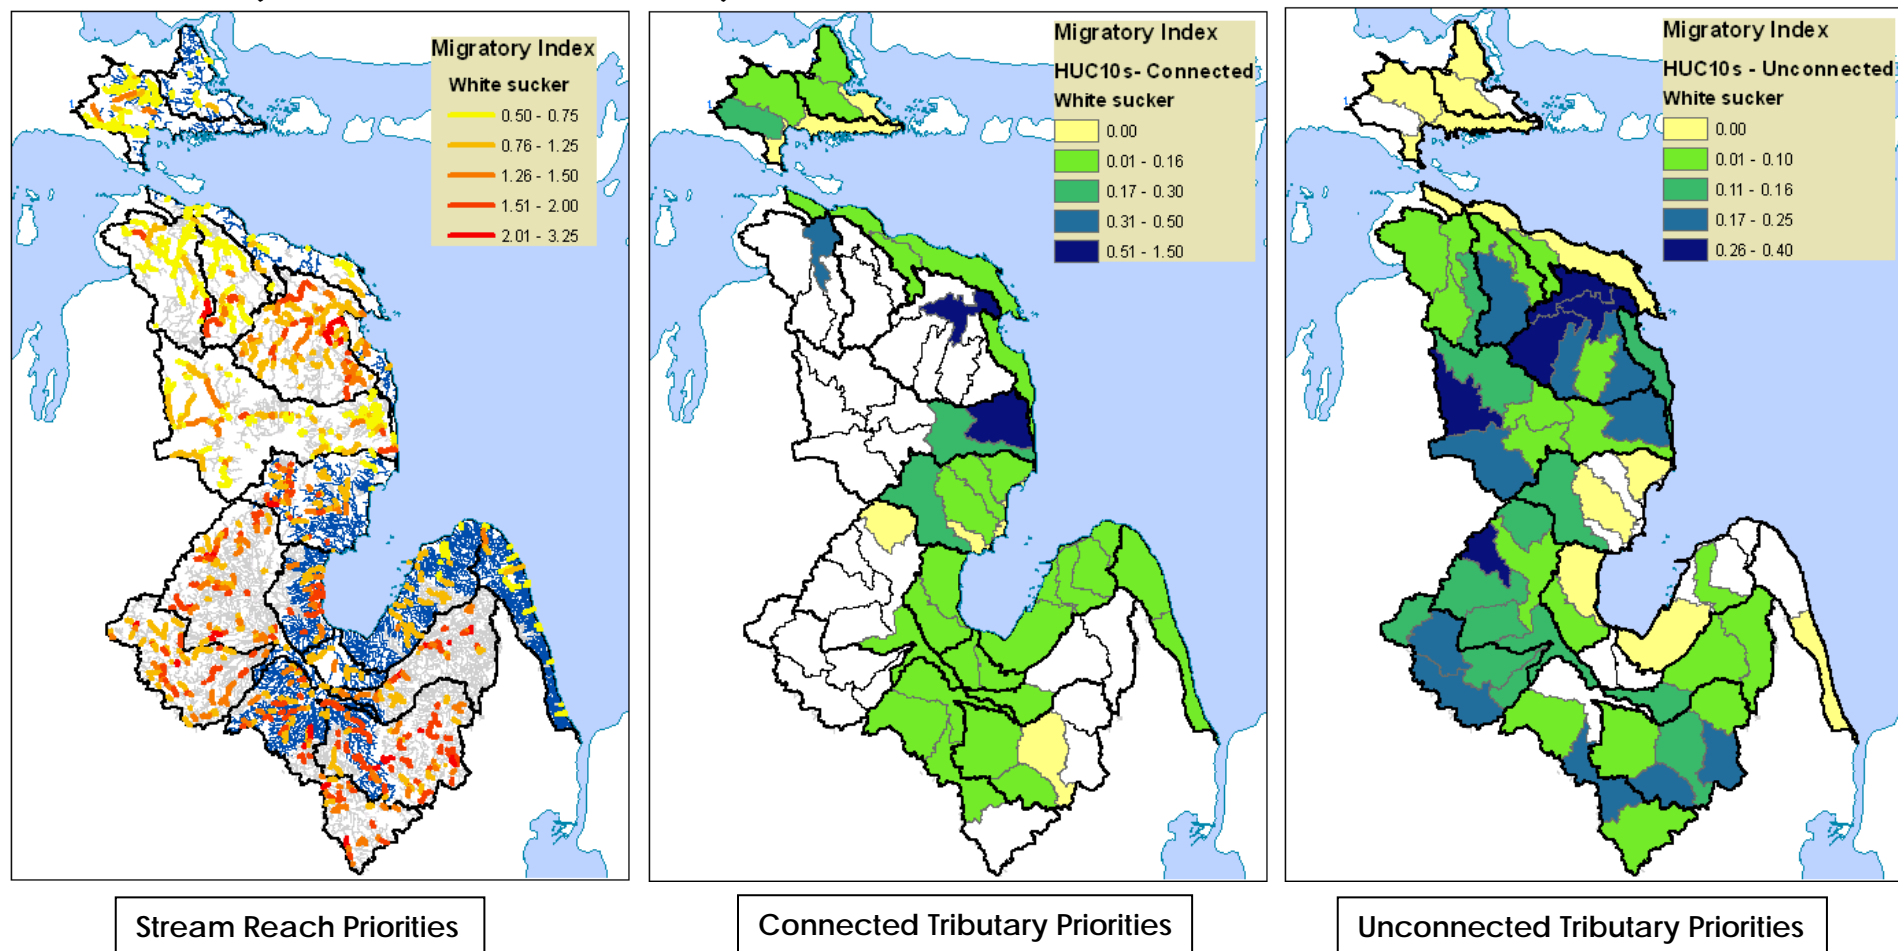 Migratory Index
White sucker
0.50 - 0.75
0.76 - 1.25
1.26 - 1.50
1.51 - 2.00
2.01 - 3.25
Stream Reach Priorities
Migratory Index
HUC10s- Connected
White sucker
0.00
0.01 - 0.16
0.17 - 0.30
0.31 - 0.50
0.51 - 1.50
Connected Tributary Priorities
Migratory Index
HUC10s - Unconnected
White sucker
0.00
0.01 - 0.10
0.11 - 0.16
0.17 - 0.25
0.26 - 0.40
Unconnected Tributary Priorities